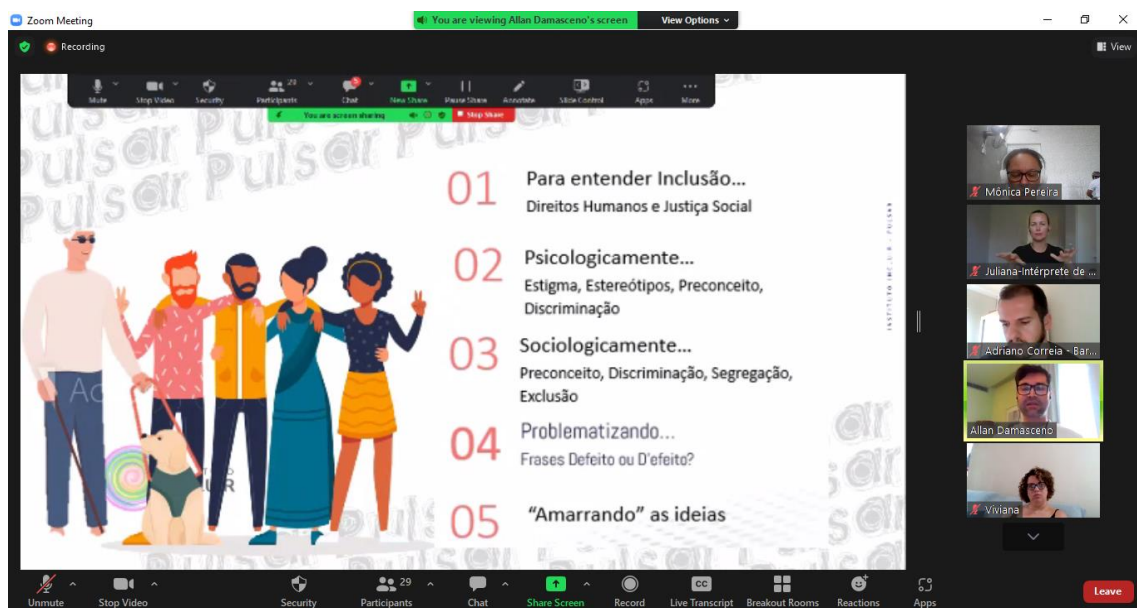 Zoom Meeting
You are viewing Allan Damasceno's screen
View Options
Recording
View
Mute
Stop Video
Security
Participants
Chat
New Share
Pause Share
Annotate
Slide Control
Apps
More
You are screen sharing
Stop Share
Pulsar
01
Para entender Inclusão...
Direitos Humanos e Justiça Social
02
Psicologicamente...
Estigma, Estereótipos, Preconceito,
Discriminação
03
Sociologicamente...
Preconceito, Discriminação, Segregação,
Exclusão
04
Problematizando...
Frases Defeito ou D'efeito?
05
“Amarrando” as ideias
Mônica Pereira
Juliana-Intérprete de ...
Adriano Correia - Bar...
Allan Damasceno
Viviana
Unmute
Stop Video
Security
Participants
29
Chat
Share Screen
Record
CC
Live Transcript
Breakout Rooms
Reactions
Apps
Leave